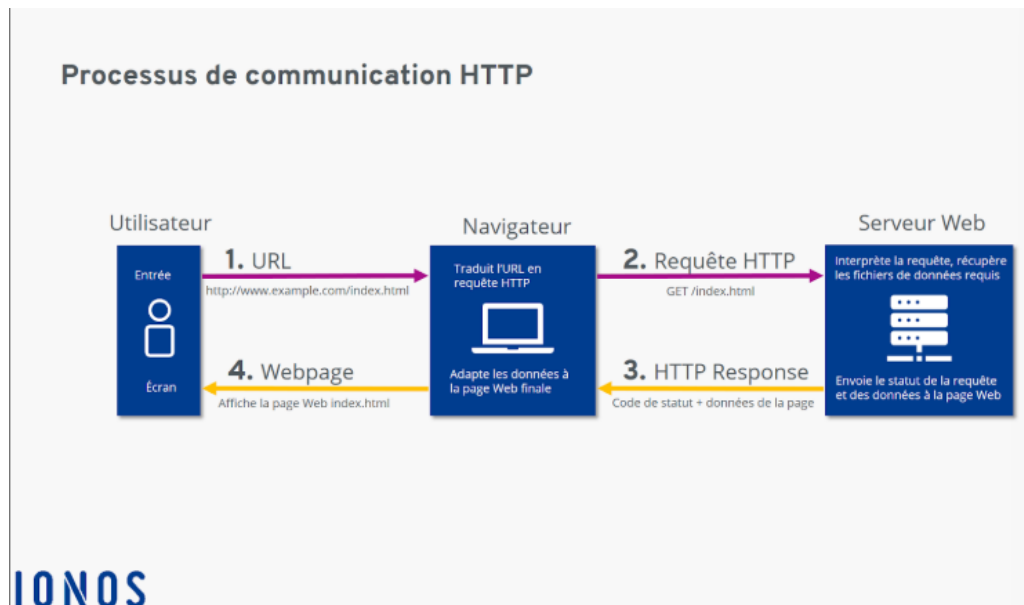 Processus de communication HTTP
Utilisateur
Navigateur
Serveur Web
Entrée
Écran
1. URL
http://www.example.com/index.html
4. Webpage
Affiche la page Web index.html
Traduit l'URL en
requête HTTP
Adapte les données à
la page Web finale
2. Requête HTTP
GET /index.html
3. HTTP Response
Code de statut + données de la page
Interprète la requête, récupère
les fichiers de données requis
Envoie le statut de la requête
et des données à la page Web
IONOS